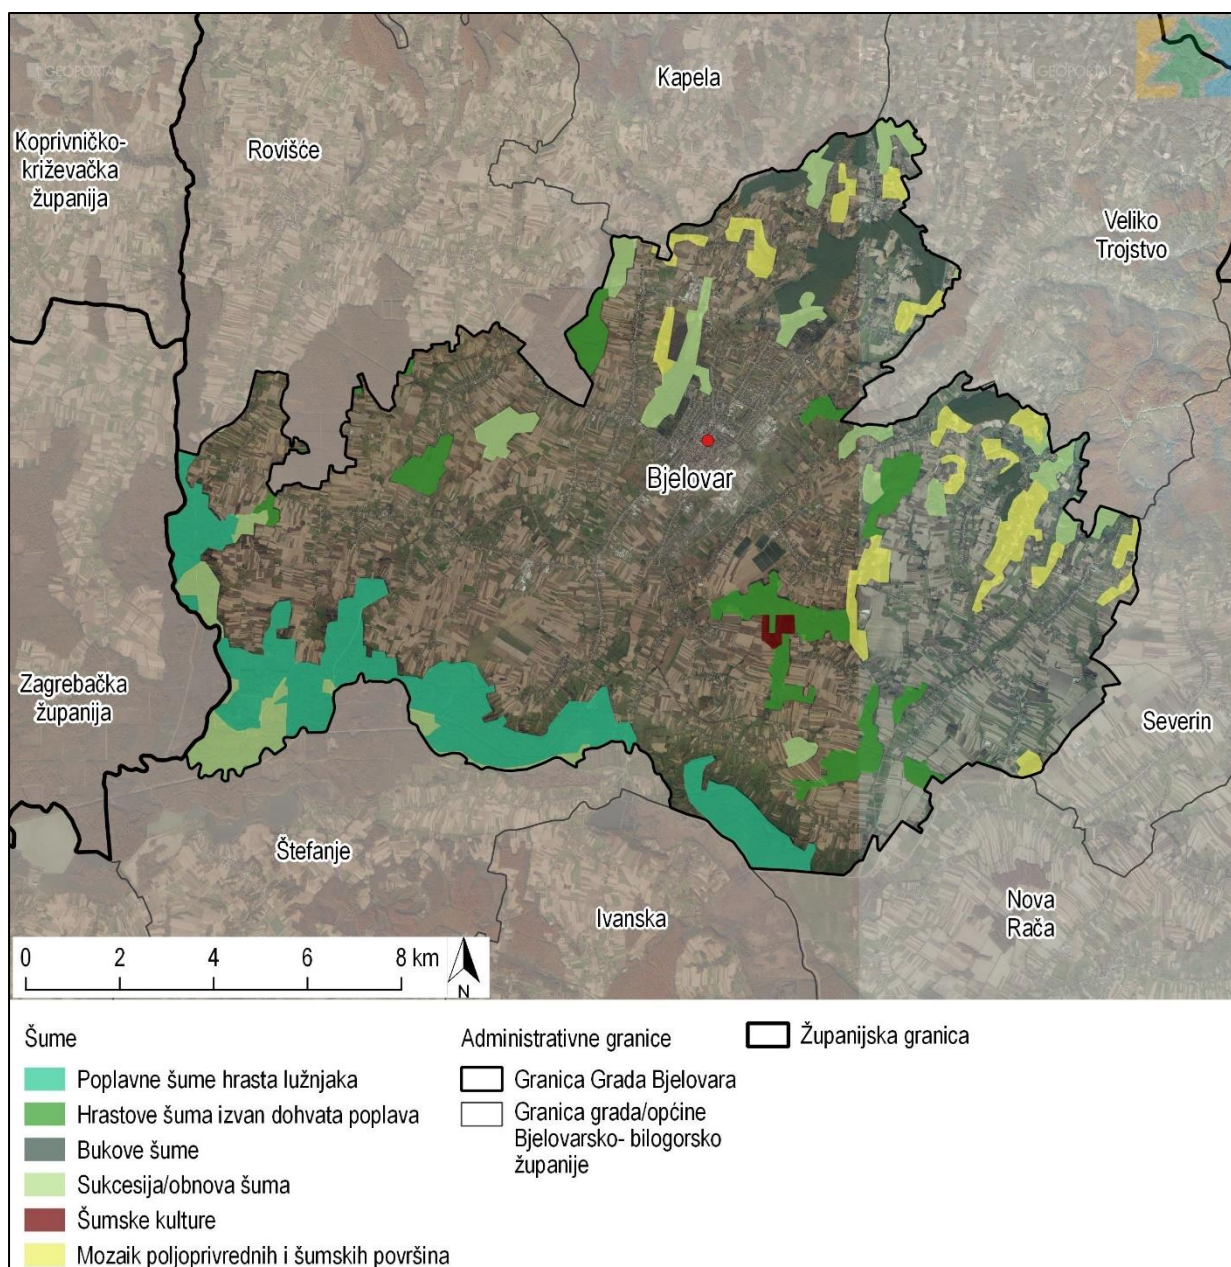 GEOPORTAL
GEOPORTAL
Kapela
Koprivničko-
križevačka
županija
Rovišće
Veliko
Trojstvo
Bjelovar
Zagrebačka
županija
Severin
Štefanje
Ivanska
Nova
Rača
0 2 4 6 8 km
N
Šume
Poplavne šume hrasta lužnjaka
Hrastove šuma izvan dohvata poplava
Bukove šume
Sukcesija/obnova šuma
Šumske kulture
Mozaik poljoprivrednih i šumskih površina
Administrativne granice
Granica Grada Bjelovara
Granica grada/općine
Bjelovarsko- bilogorsko
županije
Županijska granica